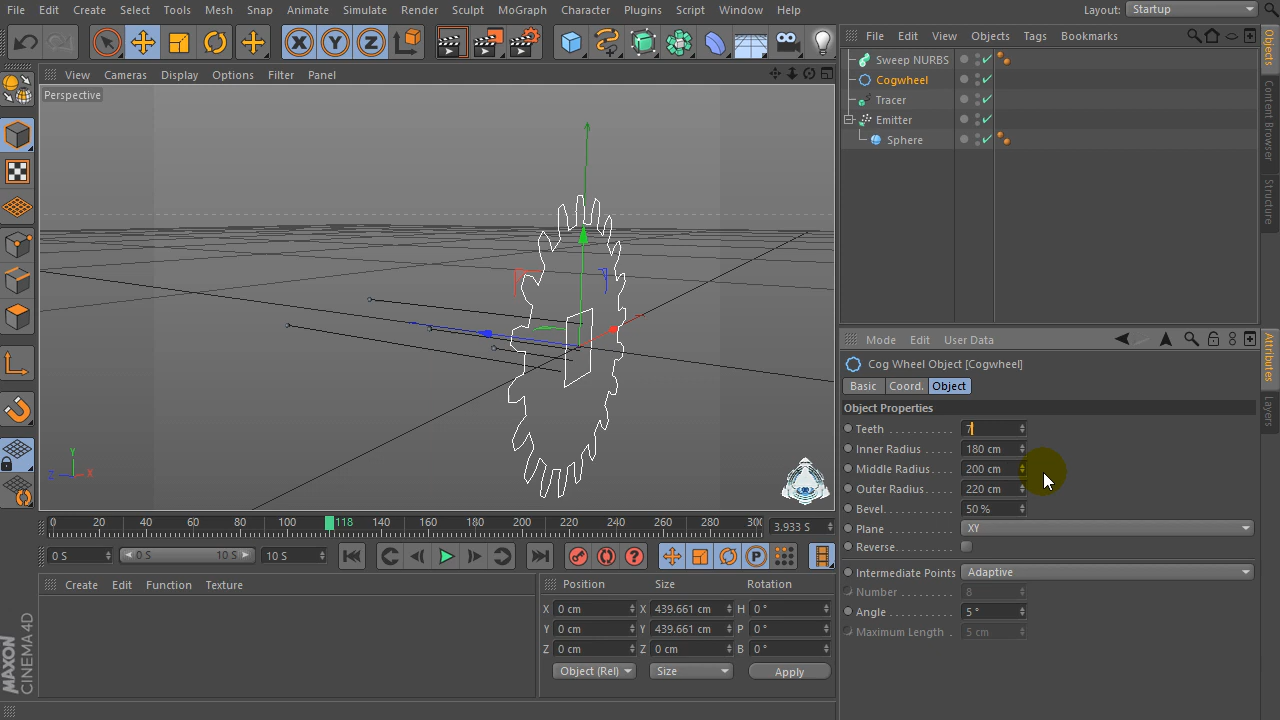 File Edit Create Select Tools Mesh Snap Animate Simulate Render Sculpt MoGraph Character Plugins Script Window Help Layout: Startup
View Cameras Display Options Filter Panel
File Edit View Objects Tags Bookmarks
Perspective
Sweep NURBS
Cogwheel
Tracer
Emitter
Sphere
Objects
Content Browser
Structure
Mode Edit User Data
Cog Wheel Object [Cogwheel]
Basic Coord. Object
Object Properties
Teeth 7
Inner Radius 180 cm
Middle Radius 200 cm
Outer Radius 220 cm
Bevel 50 %
Plane XY
Reverse
Intermediate Points Adaptive
Number 8
Angle 5 °
Maximum Length 5 cm
Attributes
Layers
Y
Z X
0 20 40 60 80 100 118 140 160 180 200 220 240 260 280 30 3.933 S
0 S 0 S 10 S 10 S
Create Edit Function Texture
Position Size Rotation
X 0 cm X 439.661 cm H 0 °
Y 0 cm Y 439.661 cm P 0 °
Z 0 cm Z 0 cm B 0 °
Object (Rel) Size Apply
MAXON
CINEMA 4D